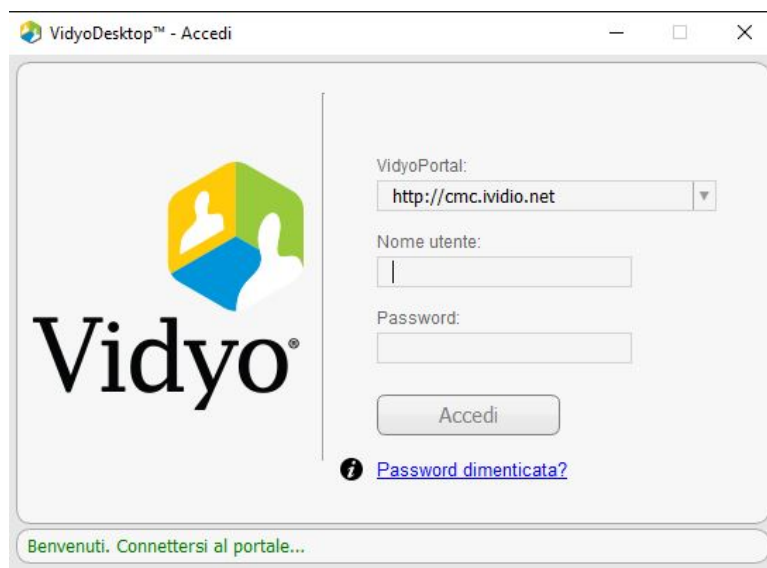 VidyoDesktop™ - Accedi
Vidyo®
VidyoPortal:
http://cmc.ividio.net
Nome utente:
Password:
Accedi
Password dimenticata?
Benvenuti. Connettersi al portale...